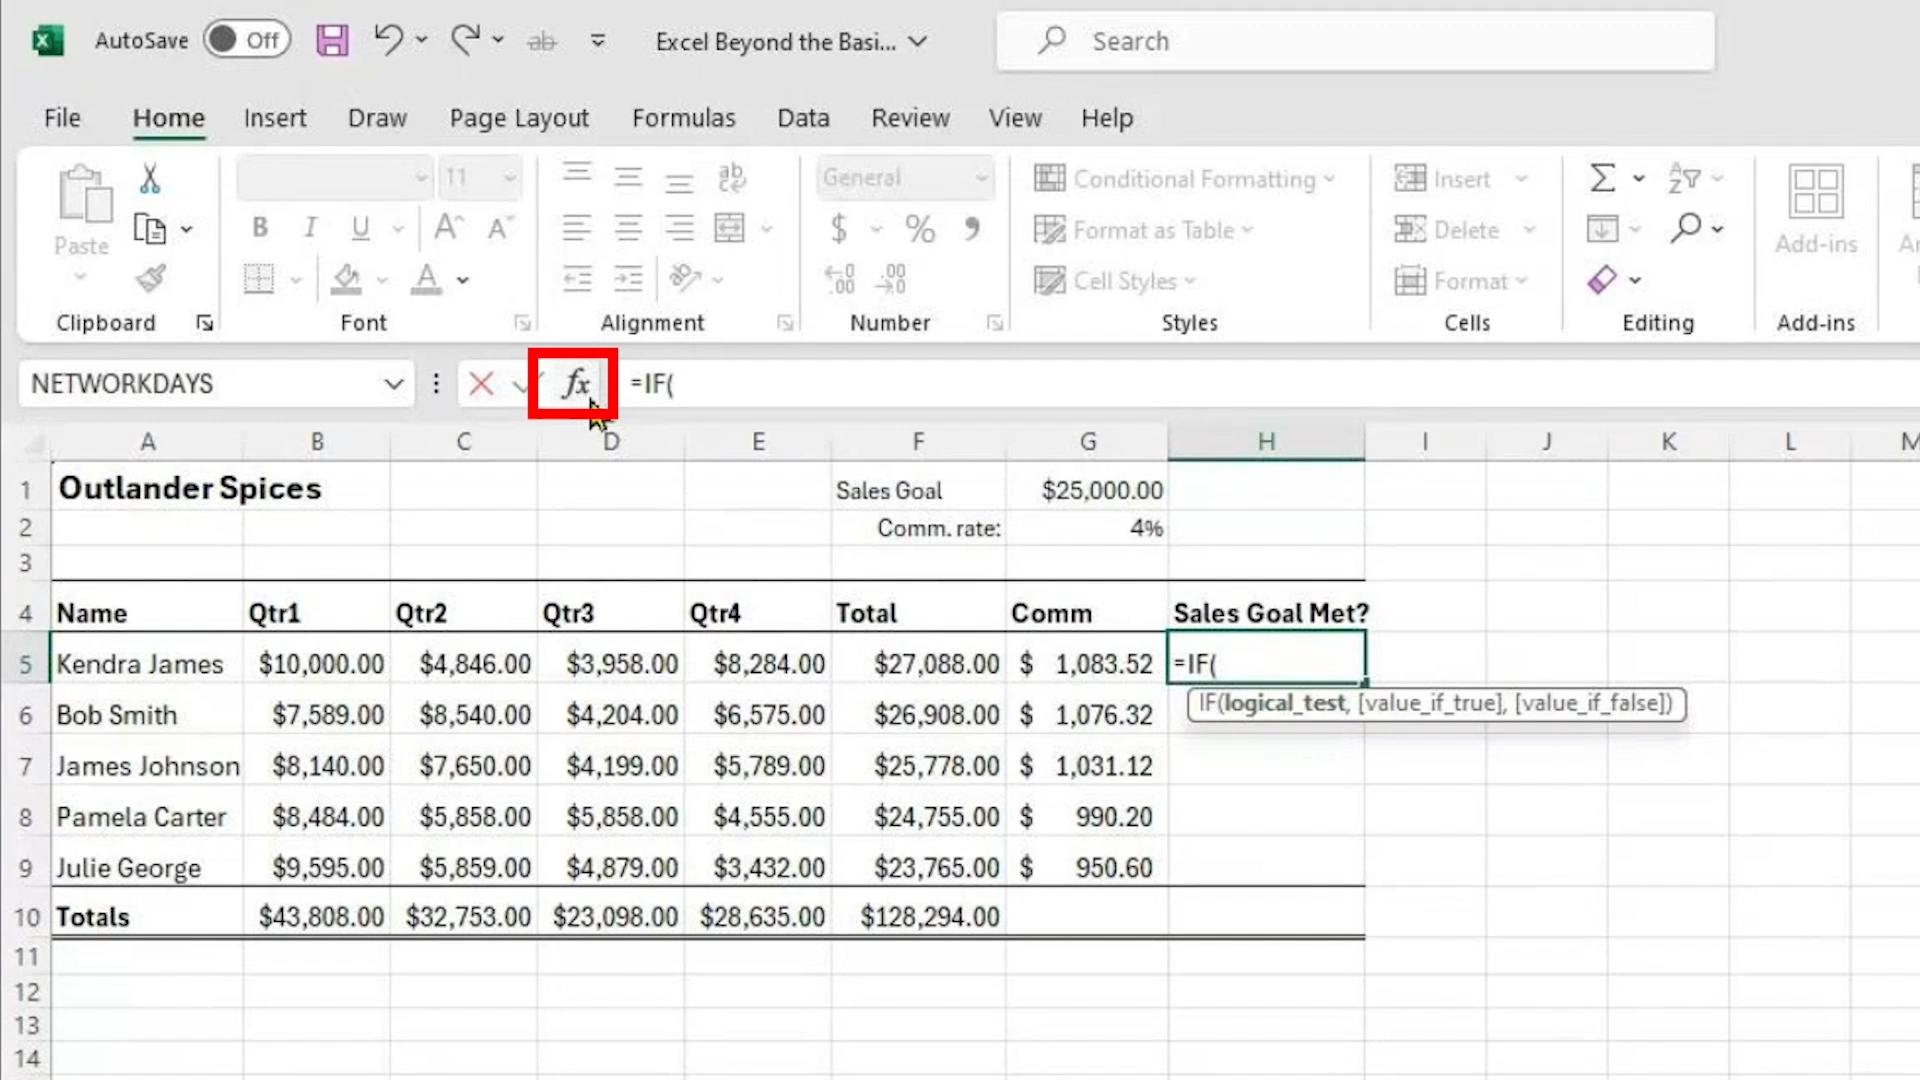 AutoSave Off ab Excel Beyond the Basi... Search
File Home Insert Draw Page Layout Formulas Data Review View Help
11 ab General Conditional Formatting Insert Σ
Paste B I U A A $ % Format as Table Delete Add-ins
A Cell Styles Format
Clipboard Font Alignment Number Styles Cells Editing Add-ins
NETWORKDAYS fx =IF(
A B C D E F G H I J K L M
1 Outlander Spices Sales Goal $25,000.00
2 Comm. rate: 4%
3
4 Name Qtr1 Qtr2 Qtr3 Qtr4 Total Comm Sales Goal Met?
5 Kendra James $10,000.00 $4,846.00 $3,958.00 $8,284.00 $27,088.00 $ 1,083.52 =IF(
IF(logical_test, [value_if_true], [value_if_false])
6 Bob Smith $7,589.00 $8,540.00 $4,204.00 $6,575.00 $26,908.00 $ 1,076.32
7 James Johnson $8,140.00 $7,650.00 $4,199.00 $5,789.00 $25,778.00 $ 1,031.12
8 Pamela Carter $8,484.00 $5,858.00 $5,858.00 $4,555.00 $24,755.00 $ 990.20
9 Julie George $9,595.00 $5,859.00 $4,879.00 $3,432.00 $23,765.00 $ 950.60
10 Totals $43,808.00 $32,753.00 $23,098.00 $28,635.00 $128,294.00
11
12
13
14